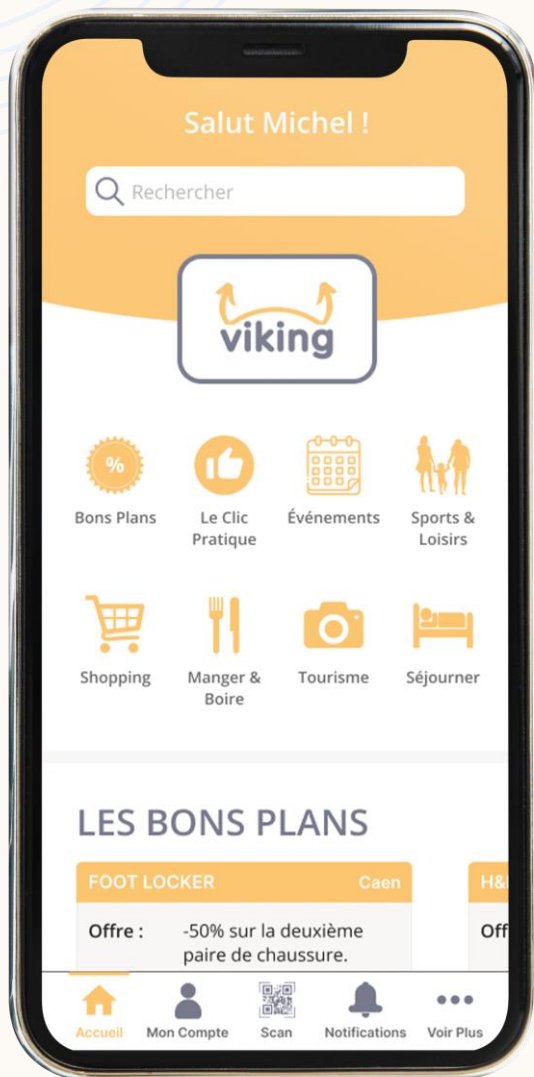 Salut Michel !
Rechercher
viking
%
Bons Plans
Le Clic
Pratique
Événements
Sports &
Loisirs
Shopping
Manger &
Boire
Tourisme
Séjourner
LES BONS PLANS
FOOT LOCKER Caen
Offre : -50% sur la deuxième
paire de chaussure.
Accueil
Mon Compte
Scan
Notifications
Voir Plus